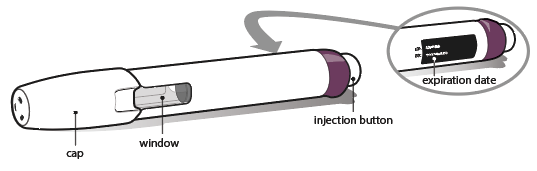 expiration date
injection button
window
cap